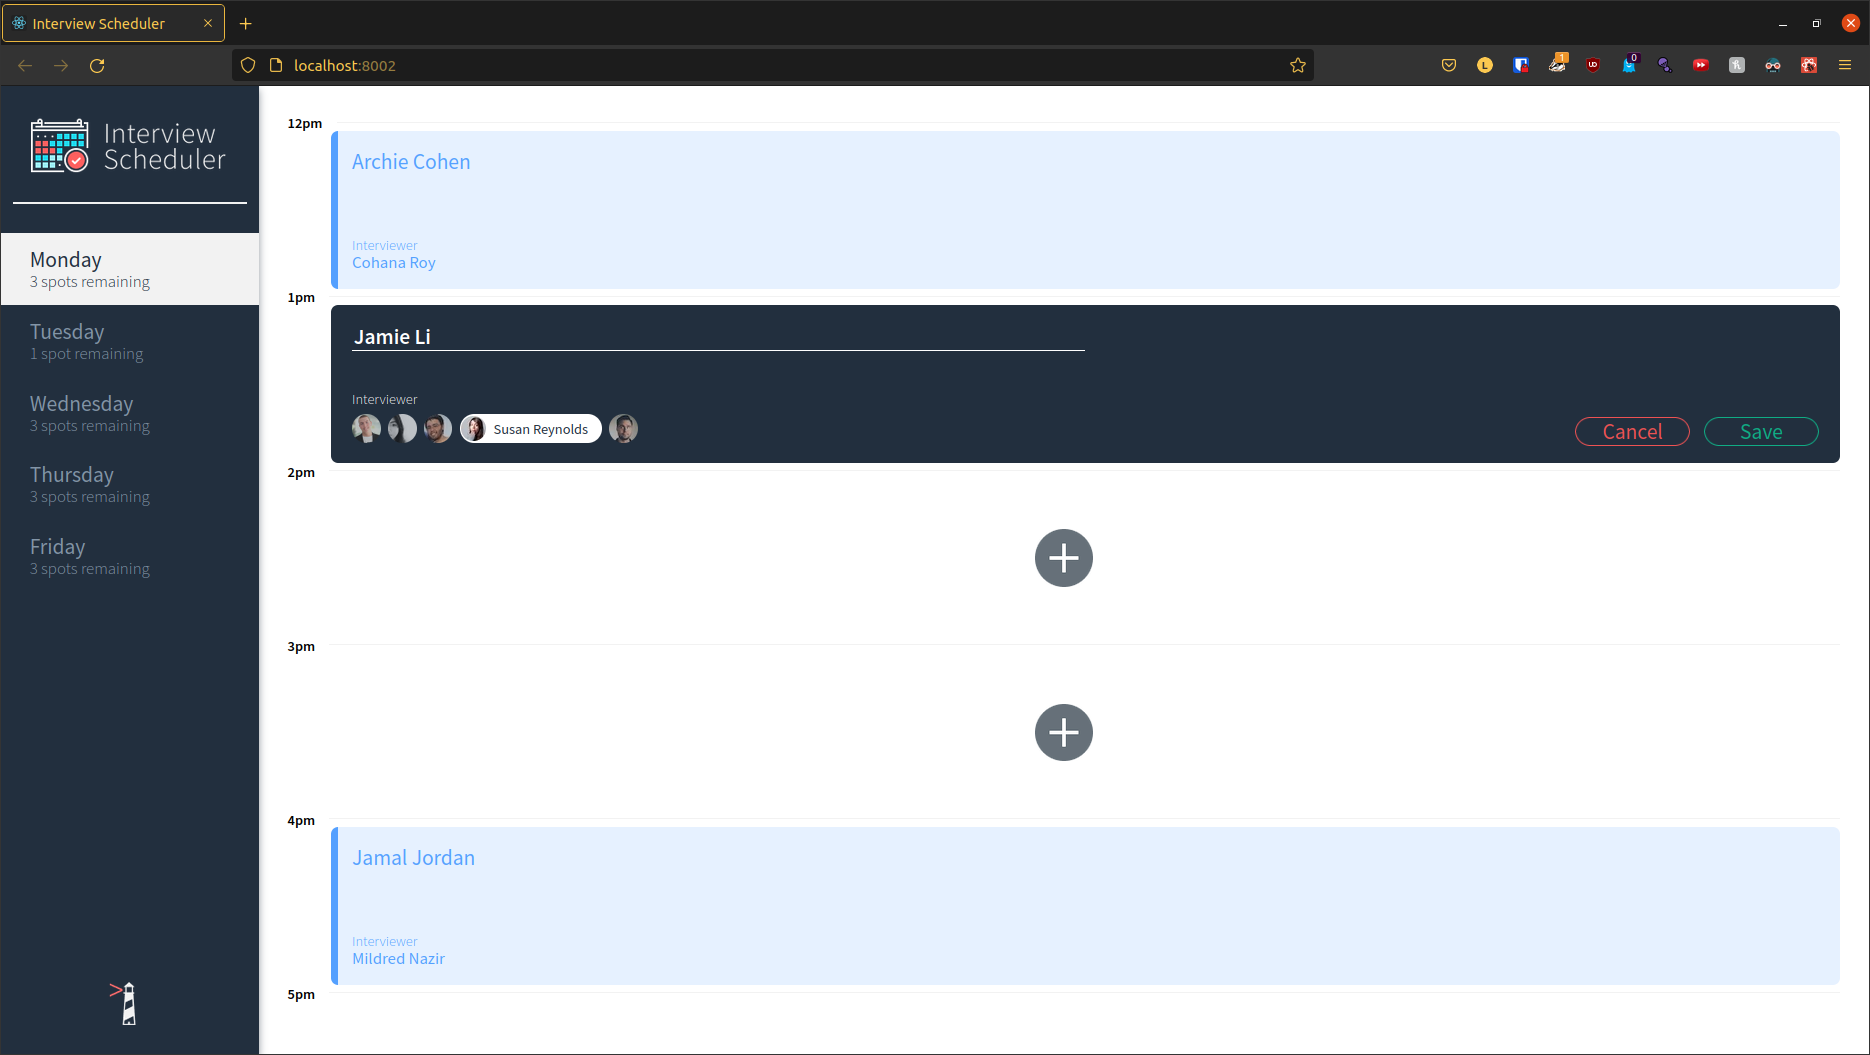 Interview Scheduler
localhost:8002
L
1
0
Interview
Scheduler
Monday
3 spots remaining
Tuesday
1 spot remaining
Wednesday
3 spots remaining
Thursday
3 spots remaining
Friday
3 spots remaining
12pm
Archie Cohen
Interviewer
Cohana Roy
1pm
Jamie Li
Interviewer
Susan Reynolds
Cancel
Save
2pm
3pm
4pm
Jamal Jordan
Interviewer
Mildred Nazir
5pm